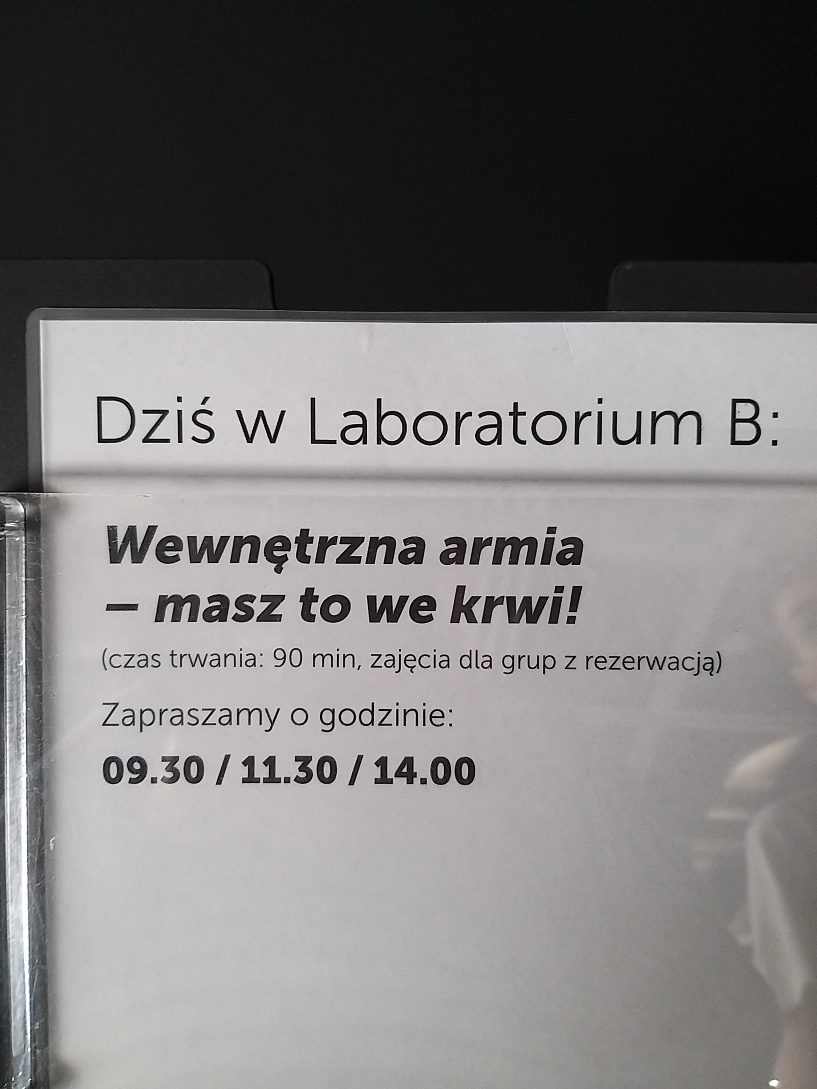 Dziś w Laboratorium B:
Wewnętrzna armia
– masz to we krwi!
(czas trwania: 90 min, zajęcia dla grup z rezerwacją)
Zapraszamy o godzinie:
09.30 / 11.30 / 14.00